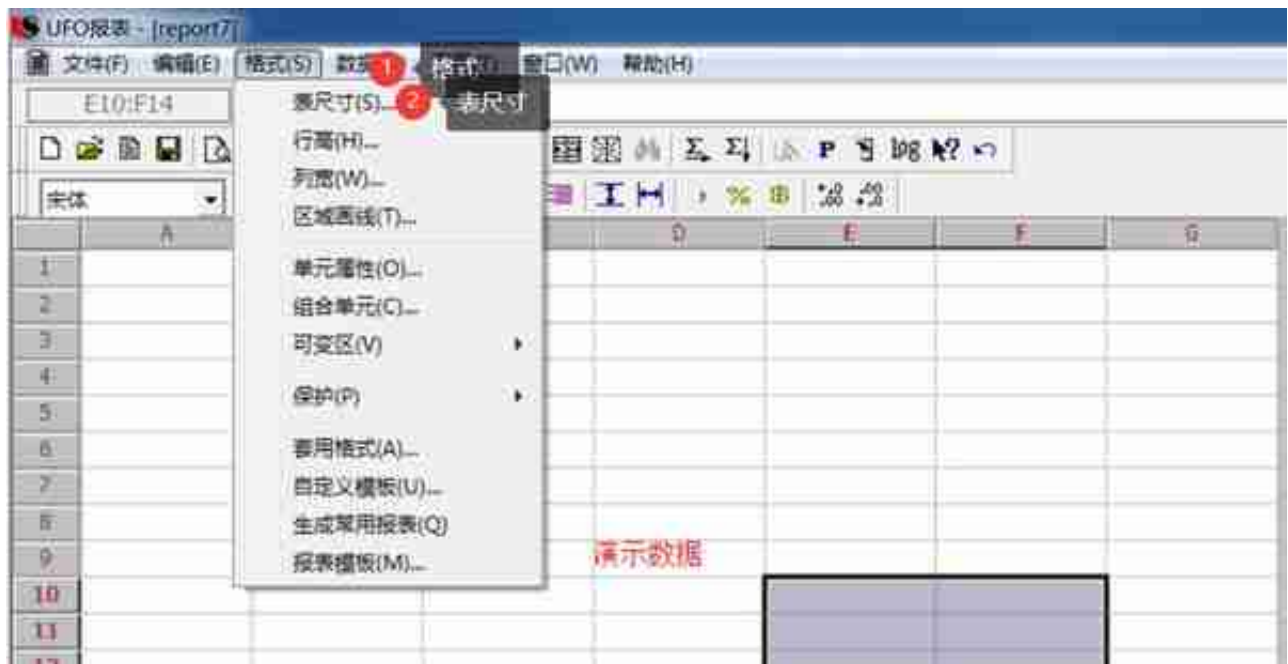 UFO报表 - [report7]
文件(F) 编辑(E) 格式(S) 数据 1 格式 窗口(W) 帮助(H)
E10:F14 表尺寸(S)... 2 表尺寸
行高(H)...
列宽(W)...
宋体
区域画线(T)...
A D E F G
1 单元属性(O)...
2 组合单元(C)...
3 可变区(V)
4 保护(P)
5
6 套用格式(A)...
7 自定义模板(U)...
8 生成常用报表(Q)
9 报表模板(M)... 演示数据
10
11
12